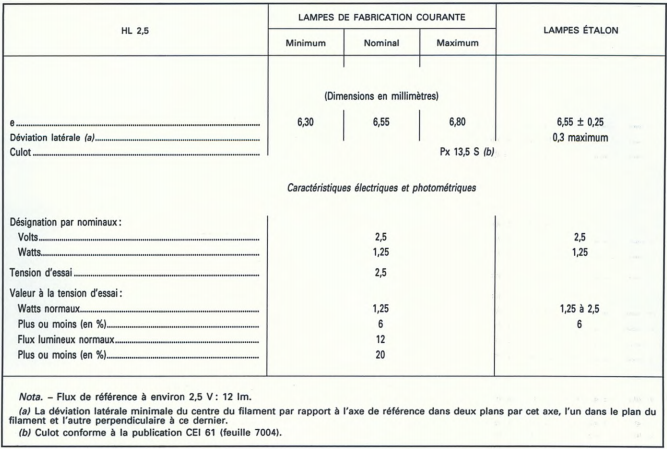 HL 2,5 LAMPES DE FABRICATION COURANTE LAMPES ÉTALON
Minimum Nominal Maximum
(Dimensions en millimètres)
e 6,30 6,55 6,80 6,55 ± 0,25
Déviation latérale (a) 0,3 maximum
Culot Px 13,5 S (b)
Caractéristiques électriques et photométriques
Désignation par nominaux :
Volts 2,5 2,5
Watts 1,25 1,25
Tension d'essai 2,5
Valeur à la tension d'essai :
Watts normaux 1,25 1,25 à 2,5
Plus ou moins (en %) 6 6
Flux lumineux normaux 12
Plus ou moins (en %) 20
Nota. – Flux de référence à environ 2,5 V : 12 lm.
(a) La déviation latérale minimale du centre du filament par rapport à l'axe de référence dans deux plans par cet axe, l'un dans le plan du
filament et l'autre perpendiculaire à ce dernier.
(b) Culot conforme à la publication CEI 61 (feuille 7004).